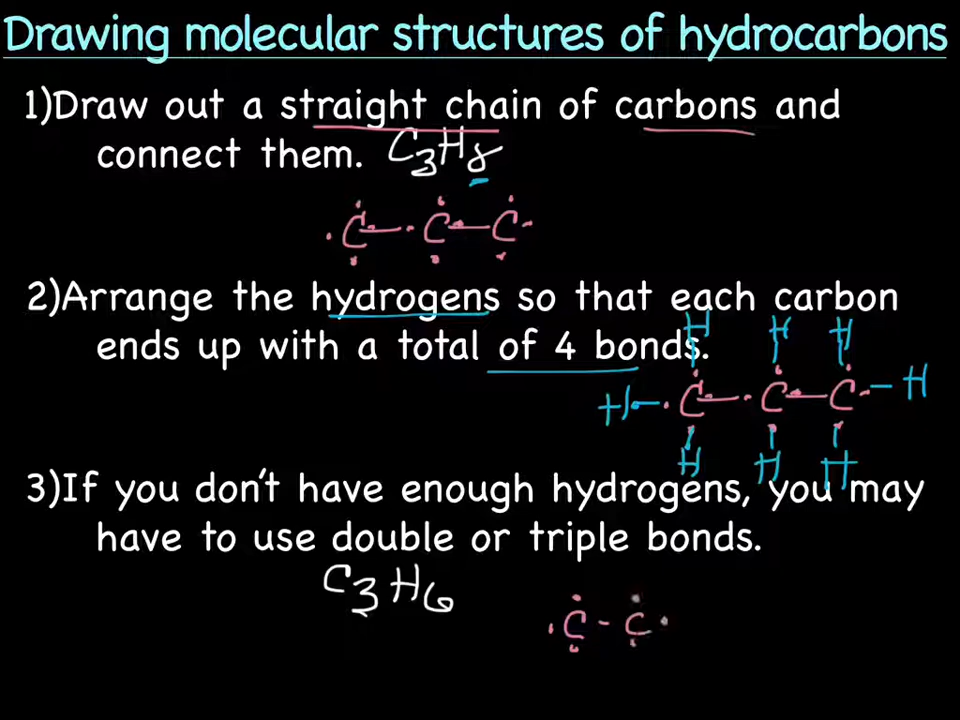 Drawing molecular structures of hydrocarbons
1)Draw out a straight chain of carbons and
connect them. C3H8
C C C
2)Arrange the hydrogens so that each carbon
ends up with a total of 4 bonds.
H H H
H C C C H
H H H
3)If you don't have enough hydrogens, you may
have to use double or triple bonds.
C3H6
C C